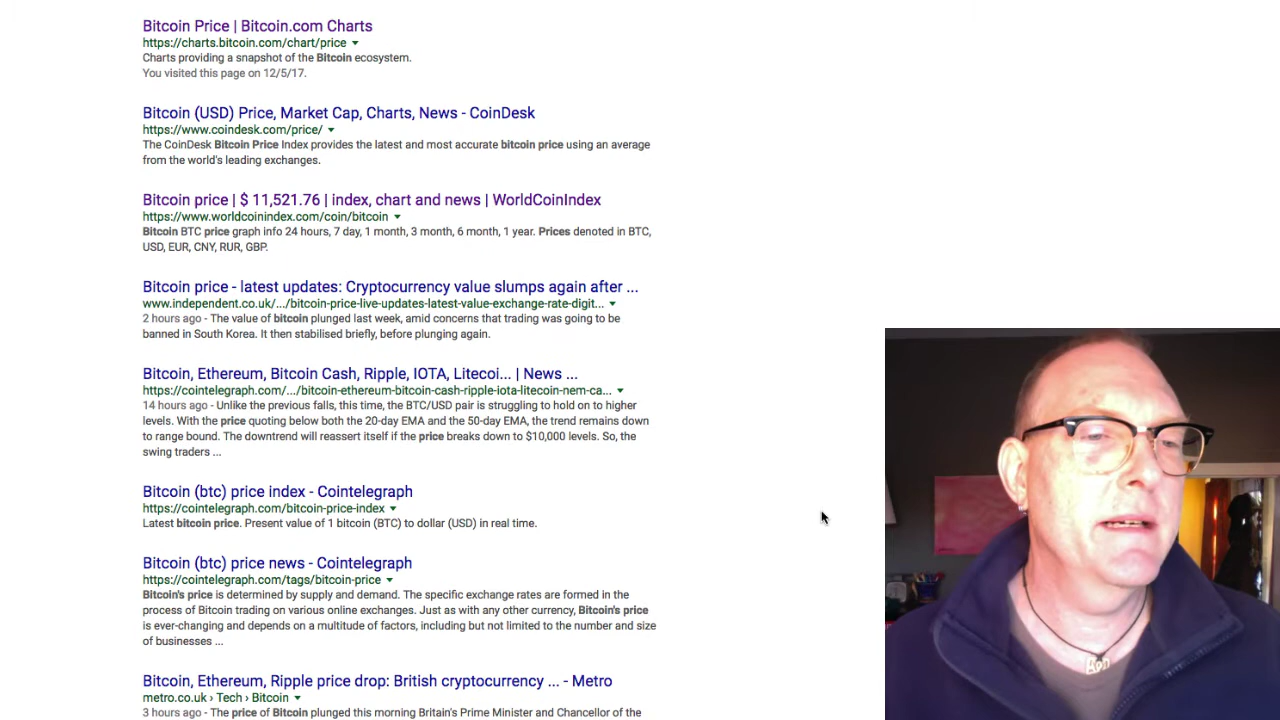 Bitcoin Price | Bitcoin.com Charts
https://charts.bitcoin.com/chart/price
Charts providing a snapshot of the Bitcoin ecosystem.
You visited this page on 12/5/17.
Bitcoin (USD) Price, Market Cap, Charts, News - CoinDesk
https://www.coindesk.com/price/
The CoinDesk Bitcoin Price Index provides the latest and most accurate bitcoin price using an average
from the world's leading exchanges.
Bitcoin price | $ 11,521.76 | index, chart and news | WorldCoinIndex
https://www.worldcoinindex.com/coin/bitcoin
Bitcoin BTC price graph info 24 hours, 7 day, 1 month, 3 month, 6 month, 1 year. Prices denoted in BTC,
USD, EUR, CNY, RUR, GBP.
Bitcoin price - latest updates: Cryptocurrency value slumps again after ...
www.independent.co.uk/.../bitcoin-price-live-updates-latest-value-exchange-rate-digit...
2 hours ago - The value of bitcoin plunged last week, amid concerns that trading was going to be
banned in South Korea. It then stabilised briefly, before plunging again.
Bitcoin, Ethereum, Bitcoin Cash, Ripple, IOTA, Litecoi... | News ...
https://cointelegraph.com/.../bitcoin-ethereum-bitcoin-cash-ripple-iota-litecoin-nem-ca...
14 hours ago - Unlike the previous falls, this time, the BTC/USD pair is struggling to hold on to higher
levels. With the price quoting below both the 20-day EMA and the 50-day EMA, the trend remains down
to range bound. The downtrend will reassert itself if the price breaks down to $10,000 levels. So, the
swing traders ...
Bitcoin (btc) price index - Cointelegraph
https://cointelegraph.com/bitcoin-price-index
Latest bitcoin price. Present value of 1 bitcoin (BTC) to dollar (USD) in real time.
Bitcoin (btc) price news - Cointelegraph
https://cointelegraph.com/tags/bitcoin-price
Bitcoin's price is determined by supply and demand. The specific exchange rates are formed in the
process of Bitcoin trading on various online exchanges. Just as with any other currency, Bitcoin's price
is ever-changing and depends on a multitude of factors, including but not limited to the number and size
of businesses ...
Bitcoin, Ethereum, Ripple price drop: British cryptocurrency ... - Metro
metro.co.uk › Tech › Bitcoin
3 hours ago - The price of Bitcoin plunged this morning Britain's Prime Minister and Chancellor of the